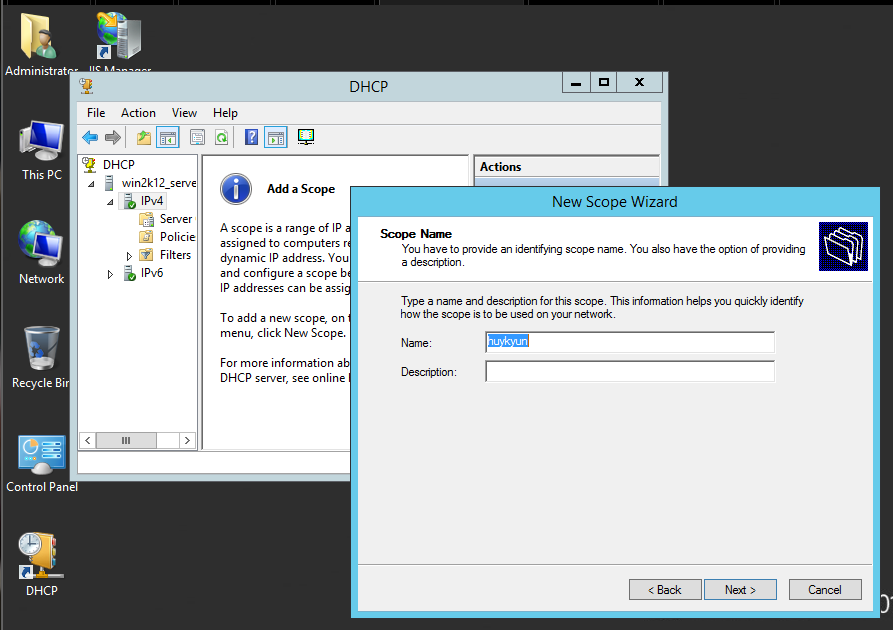 Administrator
IIS Manager
This PC
Network
Recycle Bin
Control Panel
DHCP
DHCP
File Action View Help
DHCP
win2k12_serve
IPv4
Server
Policie
Filters
IPv6
Add a Scope
A scope is a range of IP a
assigned to computers re
dynamic IP address. You
and configure a scope be
IP addresses can be assig
To add a new scope, on t
menu, click New Scope.
For more information ab
DHCP server, see online
Actions
New Scope Wizard
Scope Name
You have to provide an identifying scope name. You also have the option of providing
a description.
Type a name and description for this scope. This information helps you quickly identify
how the scope is to be used on your network.
Name: huykyun
Description:
< Back Next > Cancel